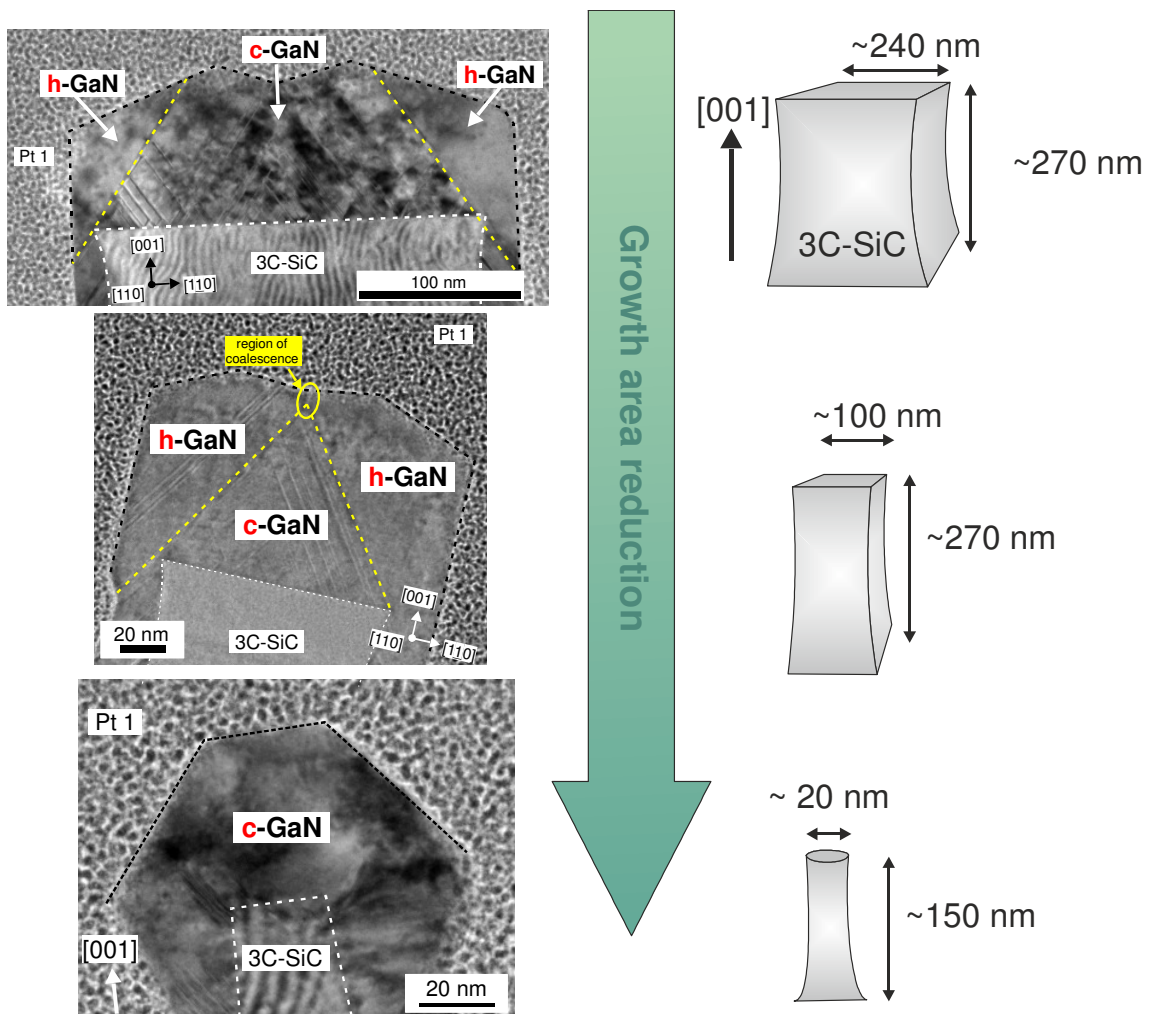 c-GaN
h-GaN
h-GaN
Pt 1
[001]
[110]
[110]
3C-SiC
100 nm
Pt 1
region of
coalescence
h-GaN
h-GaN
c-GaN
[001]
[110]
[110]
20 nm
3C-SiC
Pt 1
c-GaN
[001]
3C-SiC
20 nm
Growth area reduction
~240 nm
[001]
~270 nm
3C-SiC
~100 nm
~270 nm
~ 20 nm
~150 nm